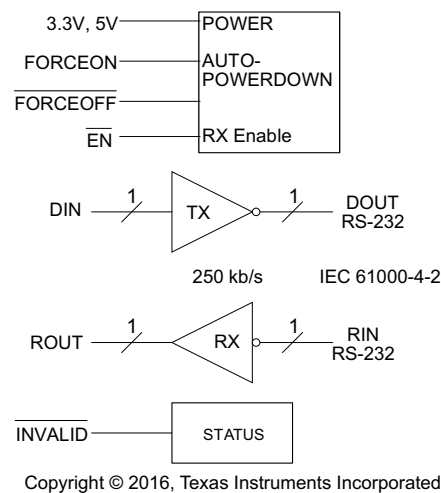 3.3V, 5V POWER
FORCEON AUTO-
POWERDOWN
FORCEOFF
EN RX Enable
DIN 1 TX 1 DOUT
RS-232
250 kb/s IEC 61000-4-2
ROUT 1 RX 1 RIN
RS-232
INVALID STATUS
Copyright © 2016, Texas Instruments Incorporated